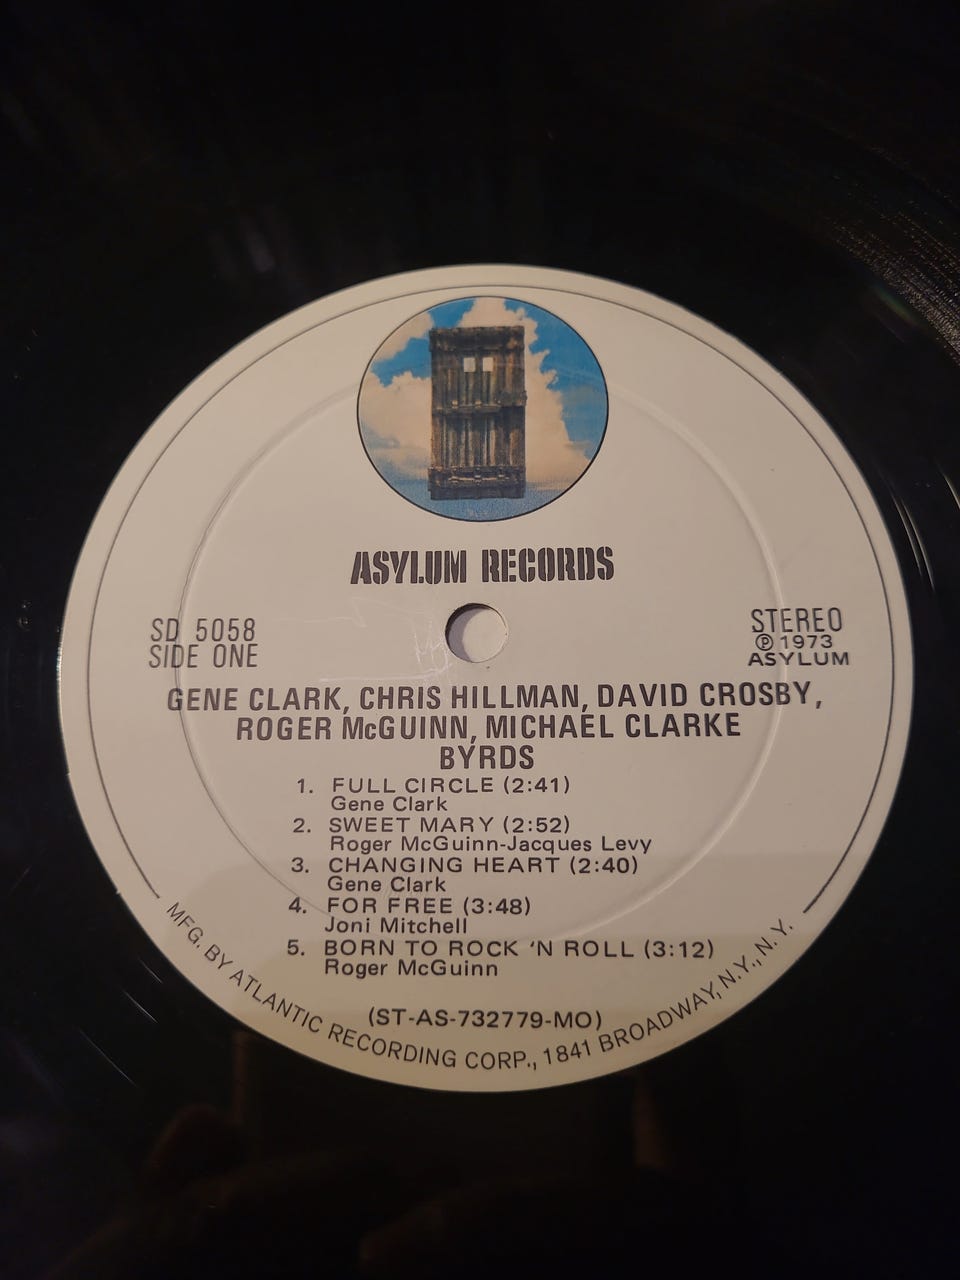 ASYLUM RECORDS
SD 5058
SIDE ONE
STEREO
℗ 1973
ASYLUM
GENE CLARK, CHRIS HILLMAN, DAVID CROSBY,
ROGER McGUINN, MICHAEL CLARKE
BYRDS
1. FULL CIRCLE (2:41)
Gene Clark
2. SWEET MARY (2:52)
Roger McGuinn-Jacques Levy
3. CHANGING HEART (2:40)
Gene Clark
4. FOR FREE (3:48)
Joni Mitchell
5. BORN TO ROCK 'N ROLL (3:12)
Roger McGuinn
(ST-AS-732779-MO)
MFG. BY ATLANTIC RECORDING CORP., 1841 BROADWAY, N.Y., N.Y.